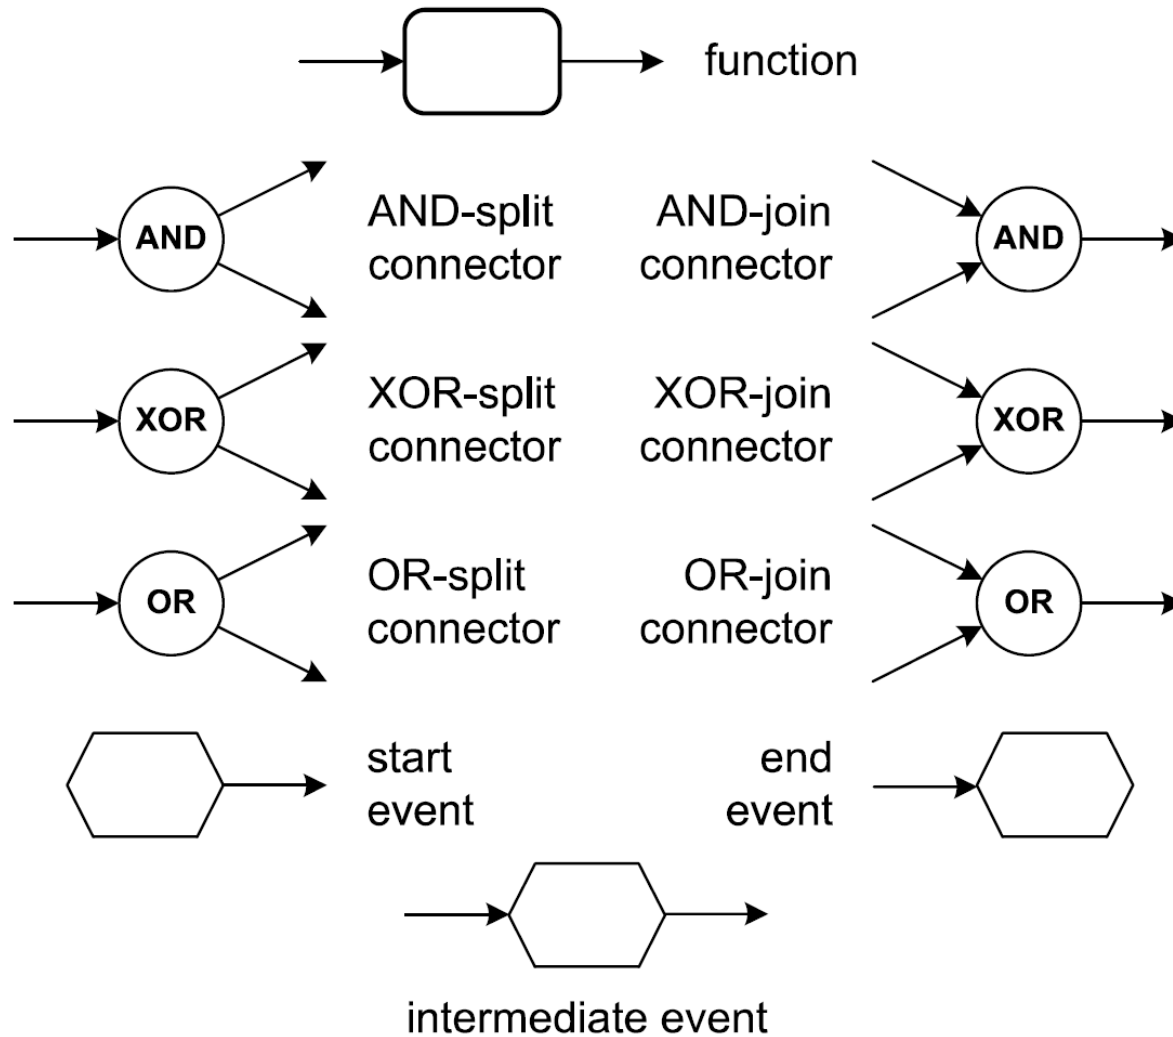 function
AND
AND-split
connector
AND-join
connector
AND
XOR
XOR-split
connector
XOR-join
connector
XOR
OR
OR-split
connector
OR-join
connector
OR
start
event
end
event
intermediate event